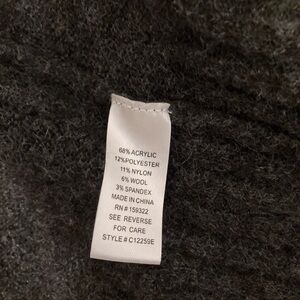 68% ACRYLIC
12%POLYESTER
11% NYLON
6% WOOL
3% SPANDEX
MADE IN CHINA
RN # 159322
SEE REVERSE
FOR CARE
STYLE# C12259E